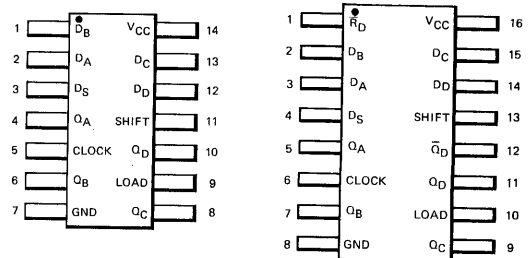 1 D_B V_CC 14
2 D_A D_C 13
3 D_S D_D 12
4 Q_A SHIFT 11
5 CLOCK Q_D 10
6 Q_B LOAD 9
7 GND Q_C 8
1 R̅_D V_CC 16
2 D_B D_C 15
3 D_A D_D 14
4 D_S SHIFT 13
5 Q_A Q̅_D 12
6 CLOCK Q_D 11
7 Q_B LOAD 10
8 GND Q_C 9